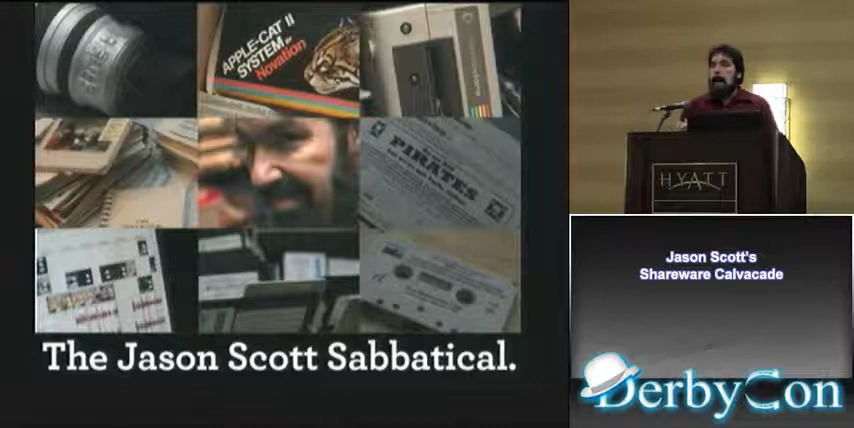 APPLE-CAT II
SYSTEM
Novation
PIRATES
The Jason Scott Sabbatical.
HYATT
Jason Scott's
Shareware Calvacade
DerbyCon